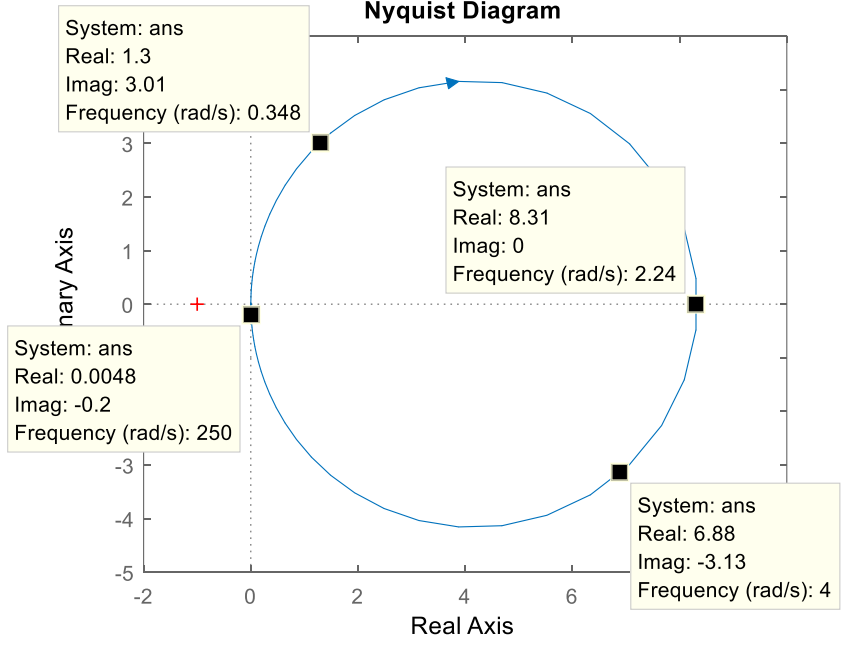 Nyquist Diagram
System: ans
Real: 1.3
Imag: 3.01
Frequency (rad/s): 0.348
System: ans
Real: 8.31
Imag: 0
Frequency (rad/s): 2.24
System: ans
Real: 0.0048
Imag: -0.2
Frequency (rad/s): 250
System: ans
Real: 6.88
Imag: -3.13
Frequency (rad/s): 4
3
2
1
0
-3
-4
-5
-2
0
2
4
6
nary Axis
Real Axis